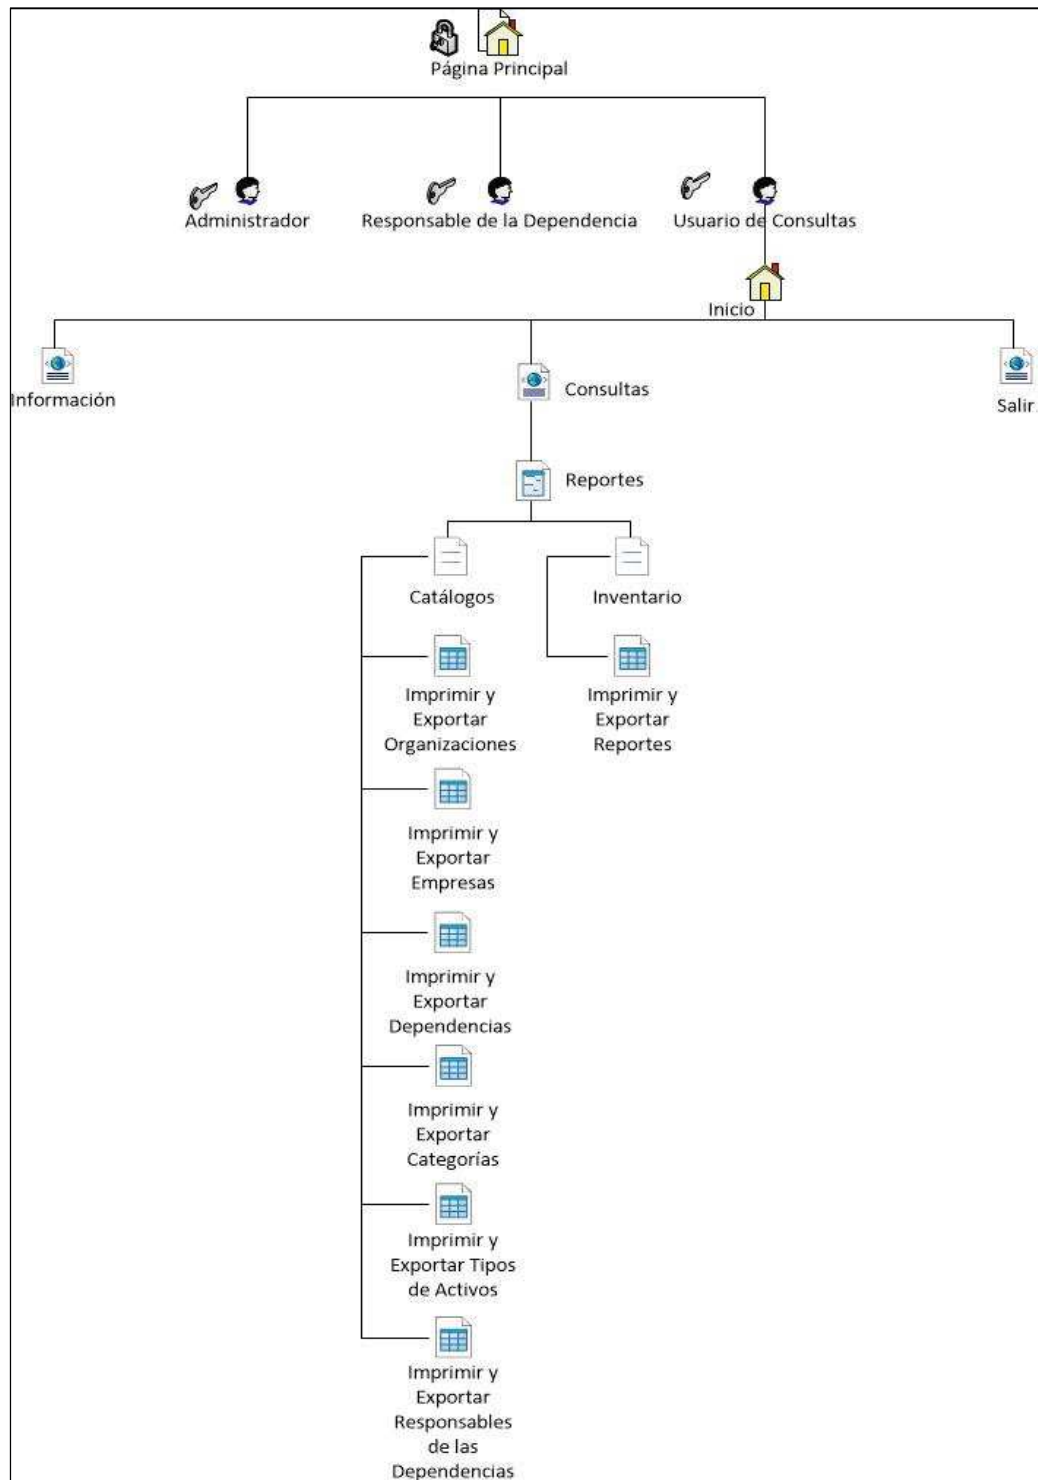 Página Principal
Administrador
Responsable de la Dependencia
Usuario de Consultas
Inicio
Información
Consultas
Salir
Reportes
Catálogos
Inventario
Imprimir y
Exportar
Organizaciones
Imprimir y
Exportar
Reportes
Imprimir y
Exportar
Empresas
Imprimir y
Exportar
Dependencias
Imprimir y
Exportar
Categorías
Imprimir y
Exportar Tipos
de Activos
Imprimir y
Exportar
Responsables
de las
Dependencias